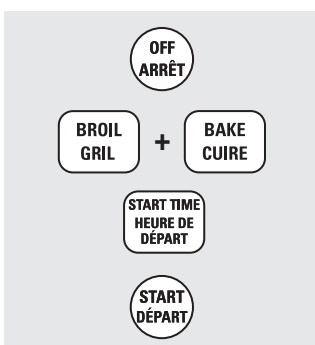 OFF
ARRÊT
BROIL
GRIL
+
BAKE
CUIRE
START TIME
HEURE DE
DÉPART
START
DÉPART